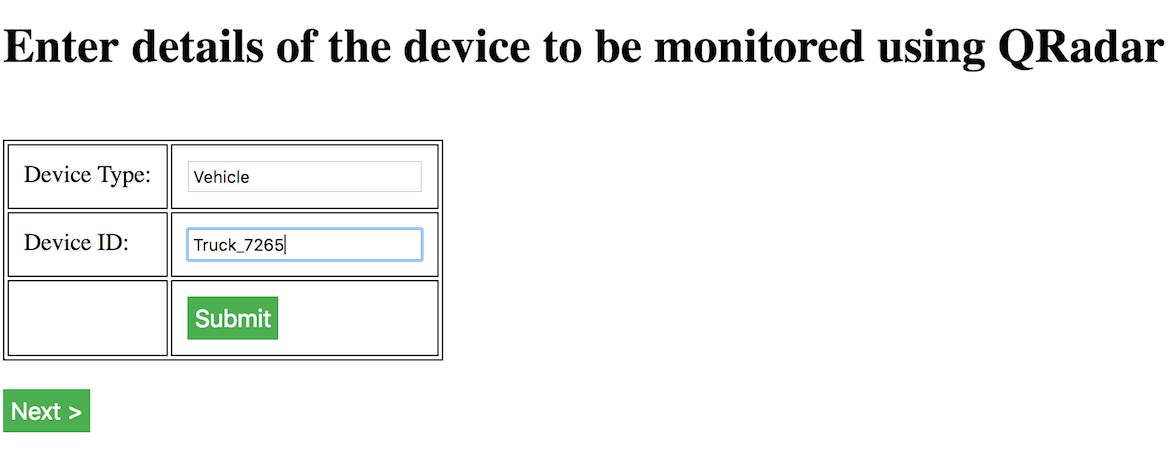 Enter details of the device to be monitored using QRadar
Device Type: Vehicle
Device ID: Truck_7265
Submit
Next >